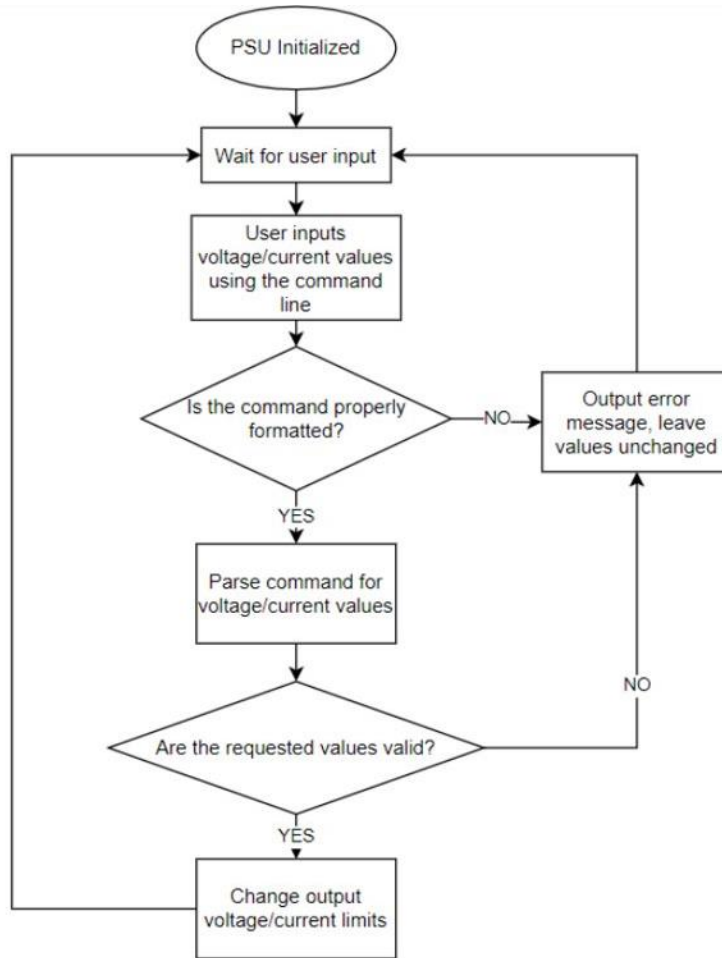 PSU Initialized
Wait for user input
User inputs
voltage/current values
using the command
line
Is the command properly
formatted?
NO
Output error
message, leave
values unchanged
YES
Parse command for
voltage/current values
NO
Are the requested values valid?
YES
Change output
voltage/current limits